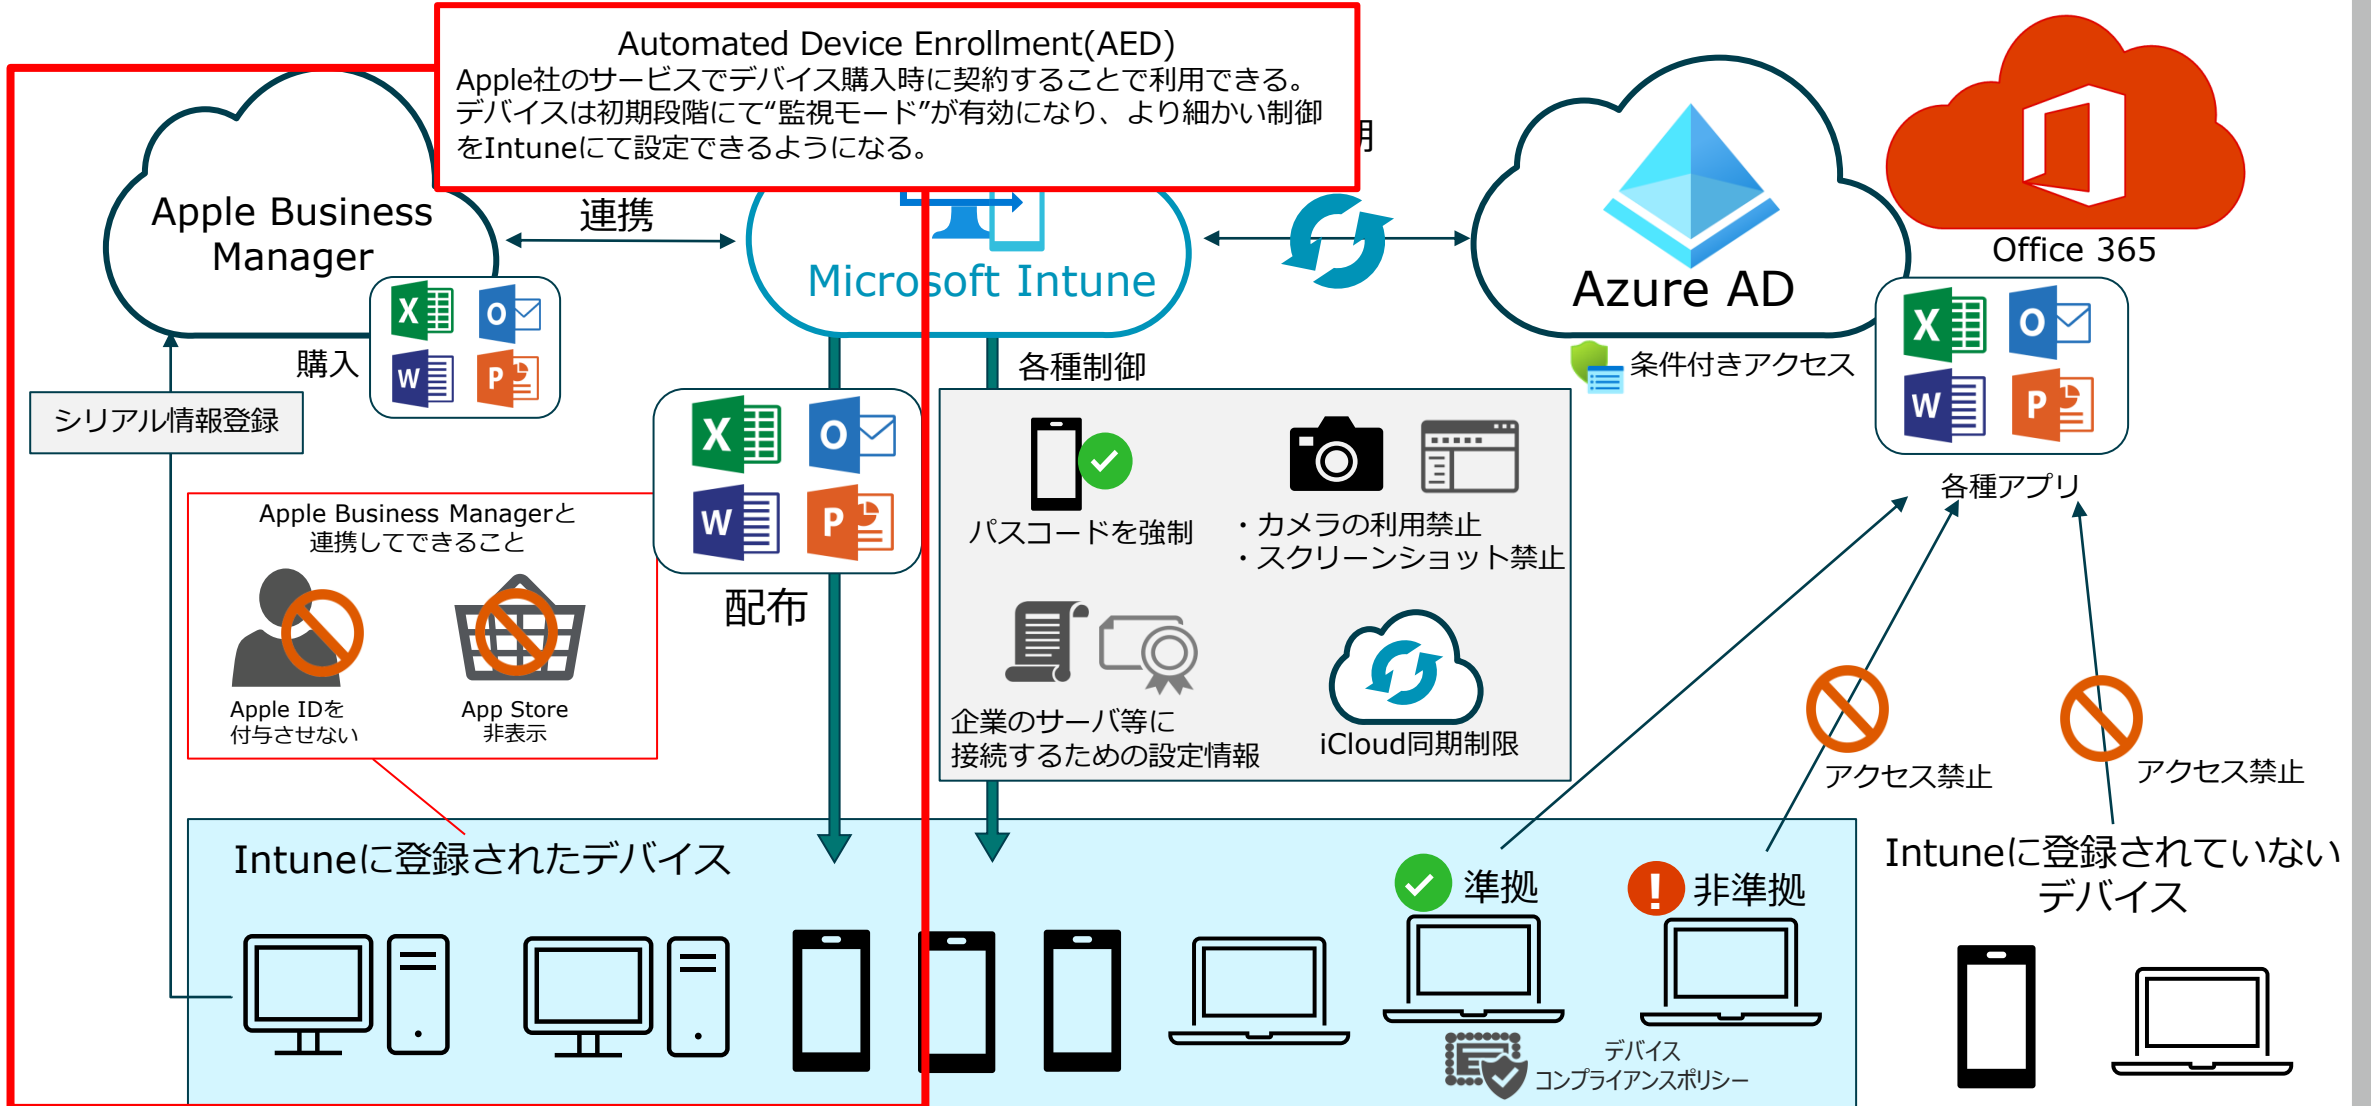 Automated Device Enrollment(AED)
Apple社のサービスでデバイス購入時に契約することで利用できる。
デバイスは初期段階にて“監視モード”が有効になり、より細かい制御
をIntuneにて設定できるようになる。
Apple Business
Manager
連携
Microsoft Intune
Azure AD
Office 365
購入
X
O
W
P
シリアル情報登録
各種制御
条件付きアクセス
X
O
W
P
各種アプリ
X
O
W
P
配布
Apple Business Managerと
連携してできること
Apple IDを
付与させない
App Store
非表示
パスコードを強制
・カメラの利用禁止
・スクリーンショット禁止
企業のサーバ等に
接続するための設定情報
iCloud同期制限
アクセス禁止
アクセス禁止
Intuneに登録されたデバイス
準拠
!
非準拠
Intuneに登録されていない
デバイス
デバイス
コンプライアンスポリシー